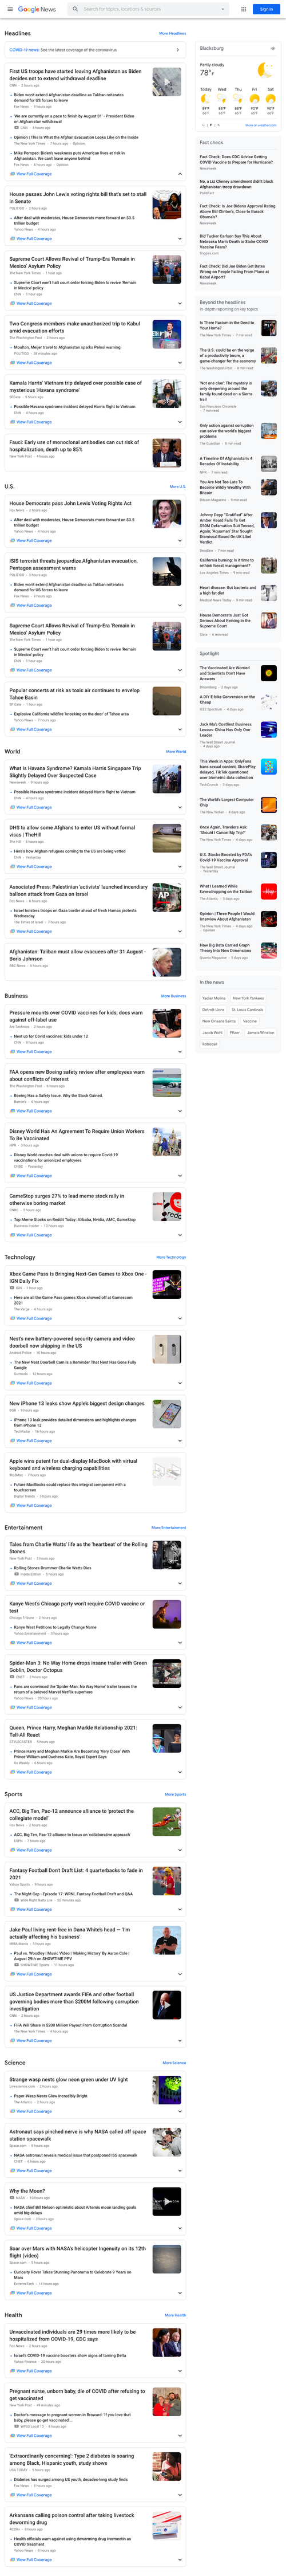 Google News
Search for topics, locations & sources
Sign in
Headlines
More Headlines
COVID-19 news: See the latest coverage of the coronavirus
First US troops have started leaving Afghanistan as Biden
decides not to extend withdrawal deadline
Biden won't extend Afghanistan deadline as Taliban reiterates
demand for US forces to leave
'We are currently on a pace to finish by August 31' - President Biden
on Afghanistan withdrawal
Opinion | This Is What the Afghan Evacuation Looks Like on the Inside
Mike Pompeo: Biden's weakness puts American lives at risk in
Afghanistan: We can't leave anyone behind
View Full Coverage
House passes John Lewis voting rights bill that's set to stall
in Senate
After deal with moderates, House Democrats move forward on $3.5
trillion budget
View Full Coverage
Supreme Court Allows Revival of Trump-Era 'Remain in
Mexico' Asylum Policy
Supreme Court won't halt court order forcing Biden to revive 'Remain
in Mexico' policy
View Full Coverage
Two Congress members make unauthorized trip to Kabul
amid evacuation efforts
Moulton, Meijer travel to Afghanistan sparks Pelosi warning
View Full Coverage
Kamala Harris' Vietnam trip delayed over possible case of
mysterious 'Havana syndrome'
Possible Havana syndrome incident delayed Harris flight to Vietnam
View Full Coverage
Fauci: Early use of monoclonal antibodies can cut risk of
hospitalization, death up to 85%
U.S.
More U.S.
House Democrats pass John Lewis Voting Rights Act
After deal with moderates, House Democrats move forward on $3.5
trillion budget
View Full Coverage
ISIS terrorist threats jeopardize Afghanistan evacuation,
Pentagon assessment warns
Biden won't extend Afghanistan deadline as Taliban reiterates
demand for US forces to leave
View Full Coverage
Supreme Court Allows Revival of Trump-Era 'Remain in
Mexico' Asylum Policy
Supreme Court won't halt court order forcing Biden to revive 'Remain
in Mexico' policy
View Full Coverage
Popular concerts at risk as toxic air continues to envelop
Tahoe Basin
Explosive California wildfire 'knocking on the door' of Tahoe area
View Full Coverage
World
More World
What Is Havana Syndrome? Kamala Harris Singapore Trip
Slightly Delayed Over Suspected Case
Possible Havana syndrome incident delayed Harris flight to Vietnam
View Full Coverage
DHS to allow some Afghans to enter US without formal
visas | TheHill
Here's how Afghan refugees coming to the US are being vetted
View Full Coverage
Associated Press: Palestinian 'activists' launched incendiary
balloon attack from Gaza on Israel
Israel bolsters troops on Gaza border ahead of fresh Hamas protests
Wednesday
View Full Coverage
Afghanistan: Taliban must allow evacuees after 31 August -
Boris Johnson
Business
More Business
Pressure mounts over COVID vaccines for kids; docs warn
against off-label use
Next up for Covid vaccines: kids under 12
View Full Coverage
FAA opens new Boeing safety review after employees warn
about conflicts of interest
Boeing Has a Safety Issue. Why the Stock Gained.
View Full Coverage
Disney World Has An Agreement To Require Union Workers
To Be Vaccinated
Disney World reaches deal with unions to require Covid-19
vaccinations for unionized employees
View Full Coverage
GameStop surges 27% to lead meme stock rally in
otherwise boring market
Top Meme Stocks on Reddit Today: Alibaba, Nvidia, AMC, GameStop
View Full Coverage
Technology
More Technology
Xbox Game Pass Is Bringing Next-Gen Games to Xbox One -
IGN Daily Fix
Here are all the Game Pass games Xbox showed off at Gamescom
2021
View Full Coverage
Nest's new battery-powered security camera and video
doorbell now shipping in the US
The New Nest Doorbell Cam Is a Reminder That Nest Has Gone Fully
Google
View Full Coverage
New iPhone 13 leaks show Apple's biggest design changes
iPhone 13 leak provides detailed dimensions and highlights changes
from iPhone 12
View Full Coverage
Apple wins patent for dual-display MacBook with virtual
keyboard and wireless charging capabilities
Future MacBooks could replace this integral component with a
touchscreen
View Full Coverage
Entertainment
More Entertainment
Tales from Charlie Watts' life as the 'heartbeat' of the Rolling
Stones
Rolling Stones Drummer Charlie Watts Dies
View Full Coverage
Kanye West's Chicago party won't require COVID vaccine or
test
Kanye West Petitions to Legally Change Name
View Full Coverage
Spider-Man 3: No Way Home drops insane trailer with Green
Goblin, Doctor Octopus
Fans are convinced the 'Spider-Man: No Way Home' trailer teases the
return of a beloved Marvel Netflix superhero
View Full Coverage
Queen, Prince Harry, Meghan Markle Relationship 2021:
Tell-All React
Prince Harry and Meghan Markle Are Becoming 'Very Close' With
Prince William and Duchess Kate, Royal Expert Says
View Full Coverage
Sports
More Sports
ACC, Big Ten, Pac-12 announce alliance to 'protect the
collegiate model'
ACC, Big Ten, Pac-12 alliance to focus on 'collaborative approach'
View Full Coverage
Fantasy Football Don't Draft List: 4 quarterbacks to fade in
2021
The Night Cap - Episode 17: WRNL Fantasy Football Draft and Q&A
View Full Coverage
Jake Paul living rent-free in Dana White's head — 'I'm
actually affecting his business'
Paul vs. Woodley | Music Video | 'Making History' By Aaron Cole |
August 29th on SHOWTIME PPV
View Full Coverage
US Justice Department awards FIFA and other football
governing bodies more than $200M following corruption
investigation
FIFA Will Share in $200 Million Payout From Corruption Scandal
View Full Coverage
Science
More Science
Strange wasp nests glow neon green under UV light
Paper-Wasp Nests Glow Incredibly Bright
View Full Coverage
Astronaut says pinched nerve is why NASA called off space
station spacewalk
NASA astronaut reveals medical issue that postponed ISS spacewalk
View Full Coverage
Why the Moon?
NASA chief Bill Nelson optimistic about Artemis moon landing goals
amid big delays
View Full Coverage
Soar over Mars with NASA's helicopter Ingenuity on its 12th
flight (video)
Curiosity Rover Takes Stunning Panorama to Celebrate 9 Years on
Mars
View Full Coverage
Health
More Health
Unvaccinated individuals are 29 times more likely to be
hospitalized from COVID-19, CDC says
Israel's COVID-19 vaccine boosters show signs of taming Delta
View Full Coverage
Pregnant nurse, unborn baby, die of COVID after refusing to
get vaccinated
Doctor's message to pregnant women in Broward: 'If you love that
baby, please go get vaccinated'...
View Full Coverage
'Extraordinarily concerning': Type 2 diabetes is soaring
among Black, Hispanic youth, study shows
Diabetes has surged among US youth, decades-long study finds
View Full Coverage
Arkansans calling poison control after taking livestock
deworming drug
Health officials warn against using deworming drug ivermectin as
COVID treatment
View Full Coverage
Blacksburg
Partly cloudy
78°F
Today Wed Thu Fri Sat
More on weather.com
Fact check
Fact Check: Does CDC Advise Getting
COVID Vaccine to Prepare for Hurricane?
No, a Liz Cheney amendment didn't block
Afghanistan troop drawdown
Fact Check: Is Joe Biden's Approval Rating
Above Bill Clinton's, Close to Barack
Obama's?
Did Tucker Carlson Say This About
Nebraska Man's Death to Stoke COVID
Vaccine Fears?
Fact Check: Did Joe Biden Get Dates
Wrong on People Falling From Plane at
Kabul Airport?
Beyond the headlines
In-depth reporting on key topics
Is There Racism in the Deed to
Your Home?
The U.S. could be on the verge
of a productivity boom, a
game-changer for the economy
'Not one clue': The mystery is
only deepening around the
family found dead on a Sierra
trail
Only action against corruption
can solve the world's biggest
problems
A Timeline Of Afghanistan's 4
Decades Of Instability
You Are Not Too Late To
Become Wildly Wealthy With
Bitcoin
Johnny Depp "Gratified" After
Amber Heard Fails To Get
$50M Defamation Suit Tossed,
Again; 'Aquaman' Star Sought
Dismissal Based On UK Libel
Verdict
California burning: Is it time to
rethink forest management?
Heart disease: Gut bacteria and
a high fat diet
House Democrats Just Got
Serious About Reining in the
Supreme Court
Spotlight
The Vaccinated Are Worried
and Scientists Don't Have
Answers
A DIY E-bike Conversion on the
Cheap
Jack Ma's Costliest Business
Lesson: China Has Only One
Leader
This Week in Apps: OnlyFans
bans sexual content, SharePlay
delayed, TikTok questioned
over biometric data collection
The World's Largest Computer
Chip
Once Again, Travelers Ask:
'Should I Cancel My Trip?'
U.S. Stocks Boosted by FDA's
Covid-19 Vaccine Approval
What I Learned While
Eavesdropping on the Taliban
Opinion | Three People I Would
Interview About Afghanistan
How Big Data Carried Graph
Theory Into New Dimensions
In the news
Yadier Molina
New York Yankees
Detroit Lions
St. Louis Cardinals
New Orleans Saints
Vaccine
Jacob Wohl
Pfizer
Jameis Winston
Robocall